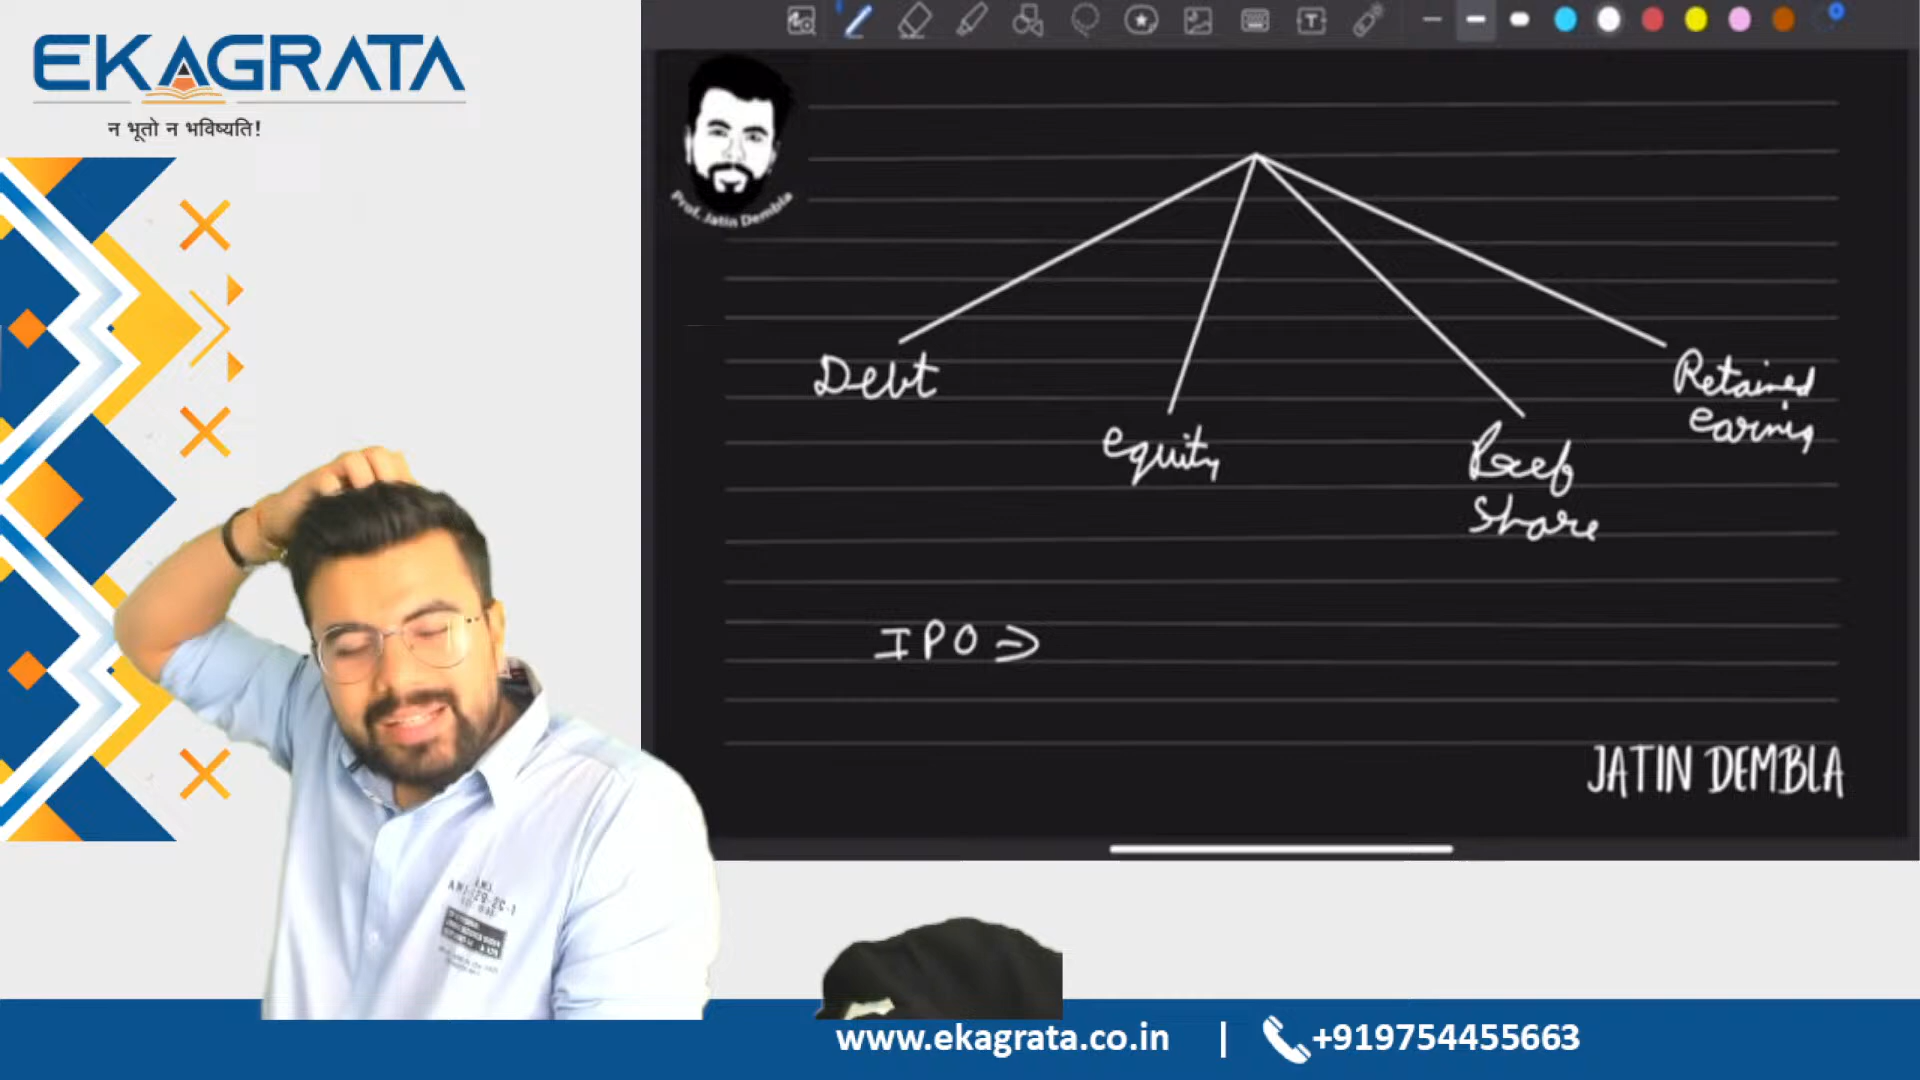 EKAGRATA
न भूतो न भविष्यति!
Prof. Jatin Dembla
Debt
equity
Pref
Share
Retained
earning
IPO ⇒
JATIN DEMBLA
www.ekagrata.co.in | +919754455663